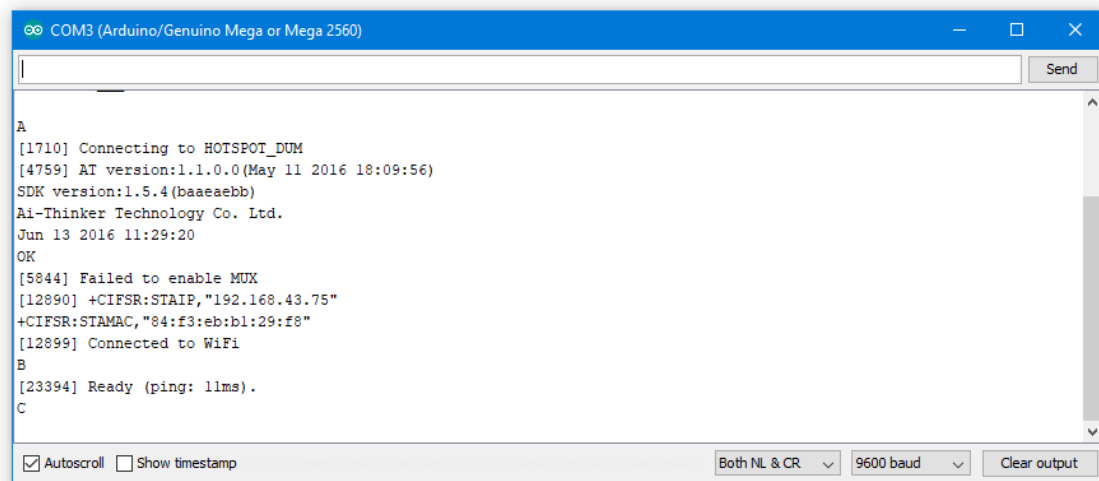 COM3 (Arduino/Genuino Mega or Mega 2560)
Send
A
[1710] Connecting to HOTSPOT_DUM
[4759] AT version:1.1.0.0(May 11 2016 18:09:56)
SDK version:1.5.4(baaeaebb)
Ai-Thinker Technology Co. Ltd.
Jun 13 2016 11:29:20
OK
[5844] Failed to enable MUX
[12890] +CIFSR:STAIP,"192.168.43.75"
+CIFSR:STAMAC,"84:f3:eb:b1:29:f8"
[12899] Connected to WiFi
B
[23394] Ready (ping: 11ms).
C
Autoscroll Show timestamp Both NL & CR 9600 baud Clear output